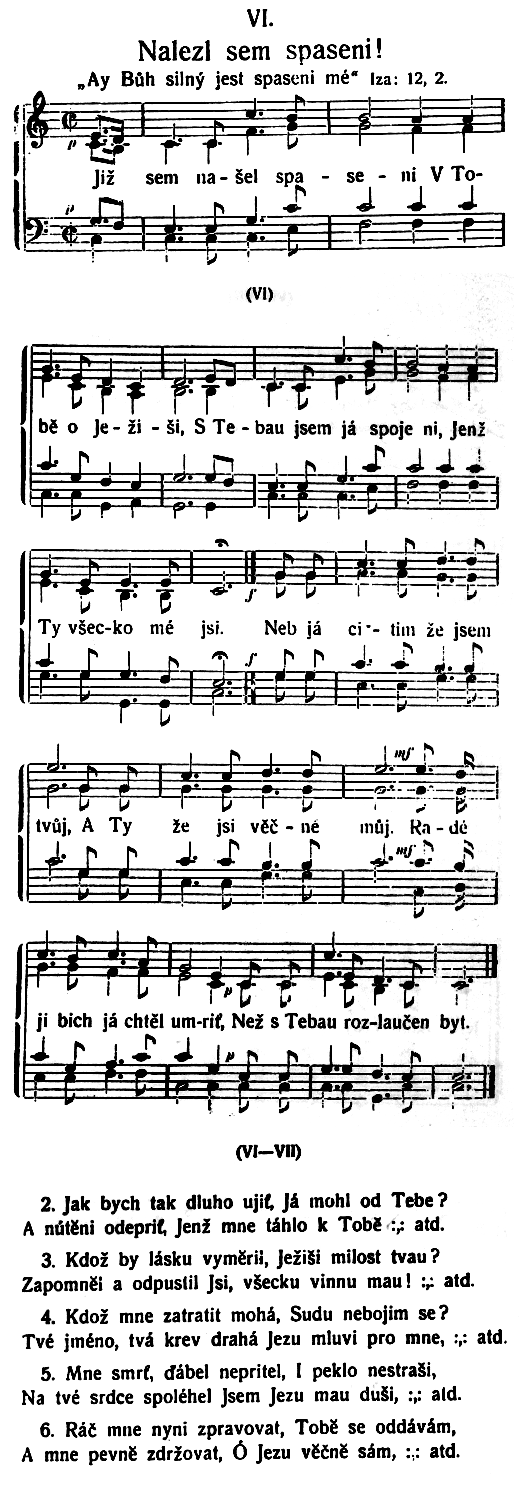 VI.
Nalezl sem spaseni!
„Ay Bůh silný jest spaseni mé“ Iza: 12, 2.
p
Již sem na-šel spa - se - ni V To-
p
(VI)
bě o Je-ži-ši, S Te-bau jsem já spoje ni, Jenž
Ty všec-ko mé jsi. Neb já ci-tim že jsem
f
f
mf
tvůj, A Ty že jsi věč-né můj. Ra-dé
mf
ji bich já chtěl um-riť, Než s Tebau roz-laučen byt.
p
p
(VI—VII)
2. Jak bych tak dluho ujiť, Já mohl od Tebe?
A nútěni odepriť, Jenž mne táhlo k Tobě :,: atd.
3. Kdož by lásku vyměrii, Ježiši milost tvau?
Zapomněi a odpustil Jsi, všecku vinnu mau! :,: atd.
4. Kdož mne zatratit mohá, Sudu nebojim se?
Tvé jméno, tvá krev drahá Jezu mluvi pro mne, :,: atd.
5. Mne smrť, ďábel nepritel, I peklo nestraši,
Na tvé srdce spoléhel Jsem Jezu mau duši, :,: atd.
6. Ráč mne nyni zpravovat, Tobě se oddávám,
A mne pevně zdržovat, Ó Jezu věčně sám, :,: atd.